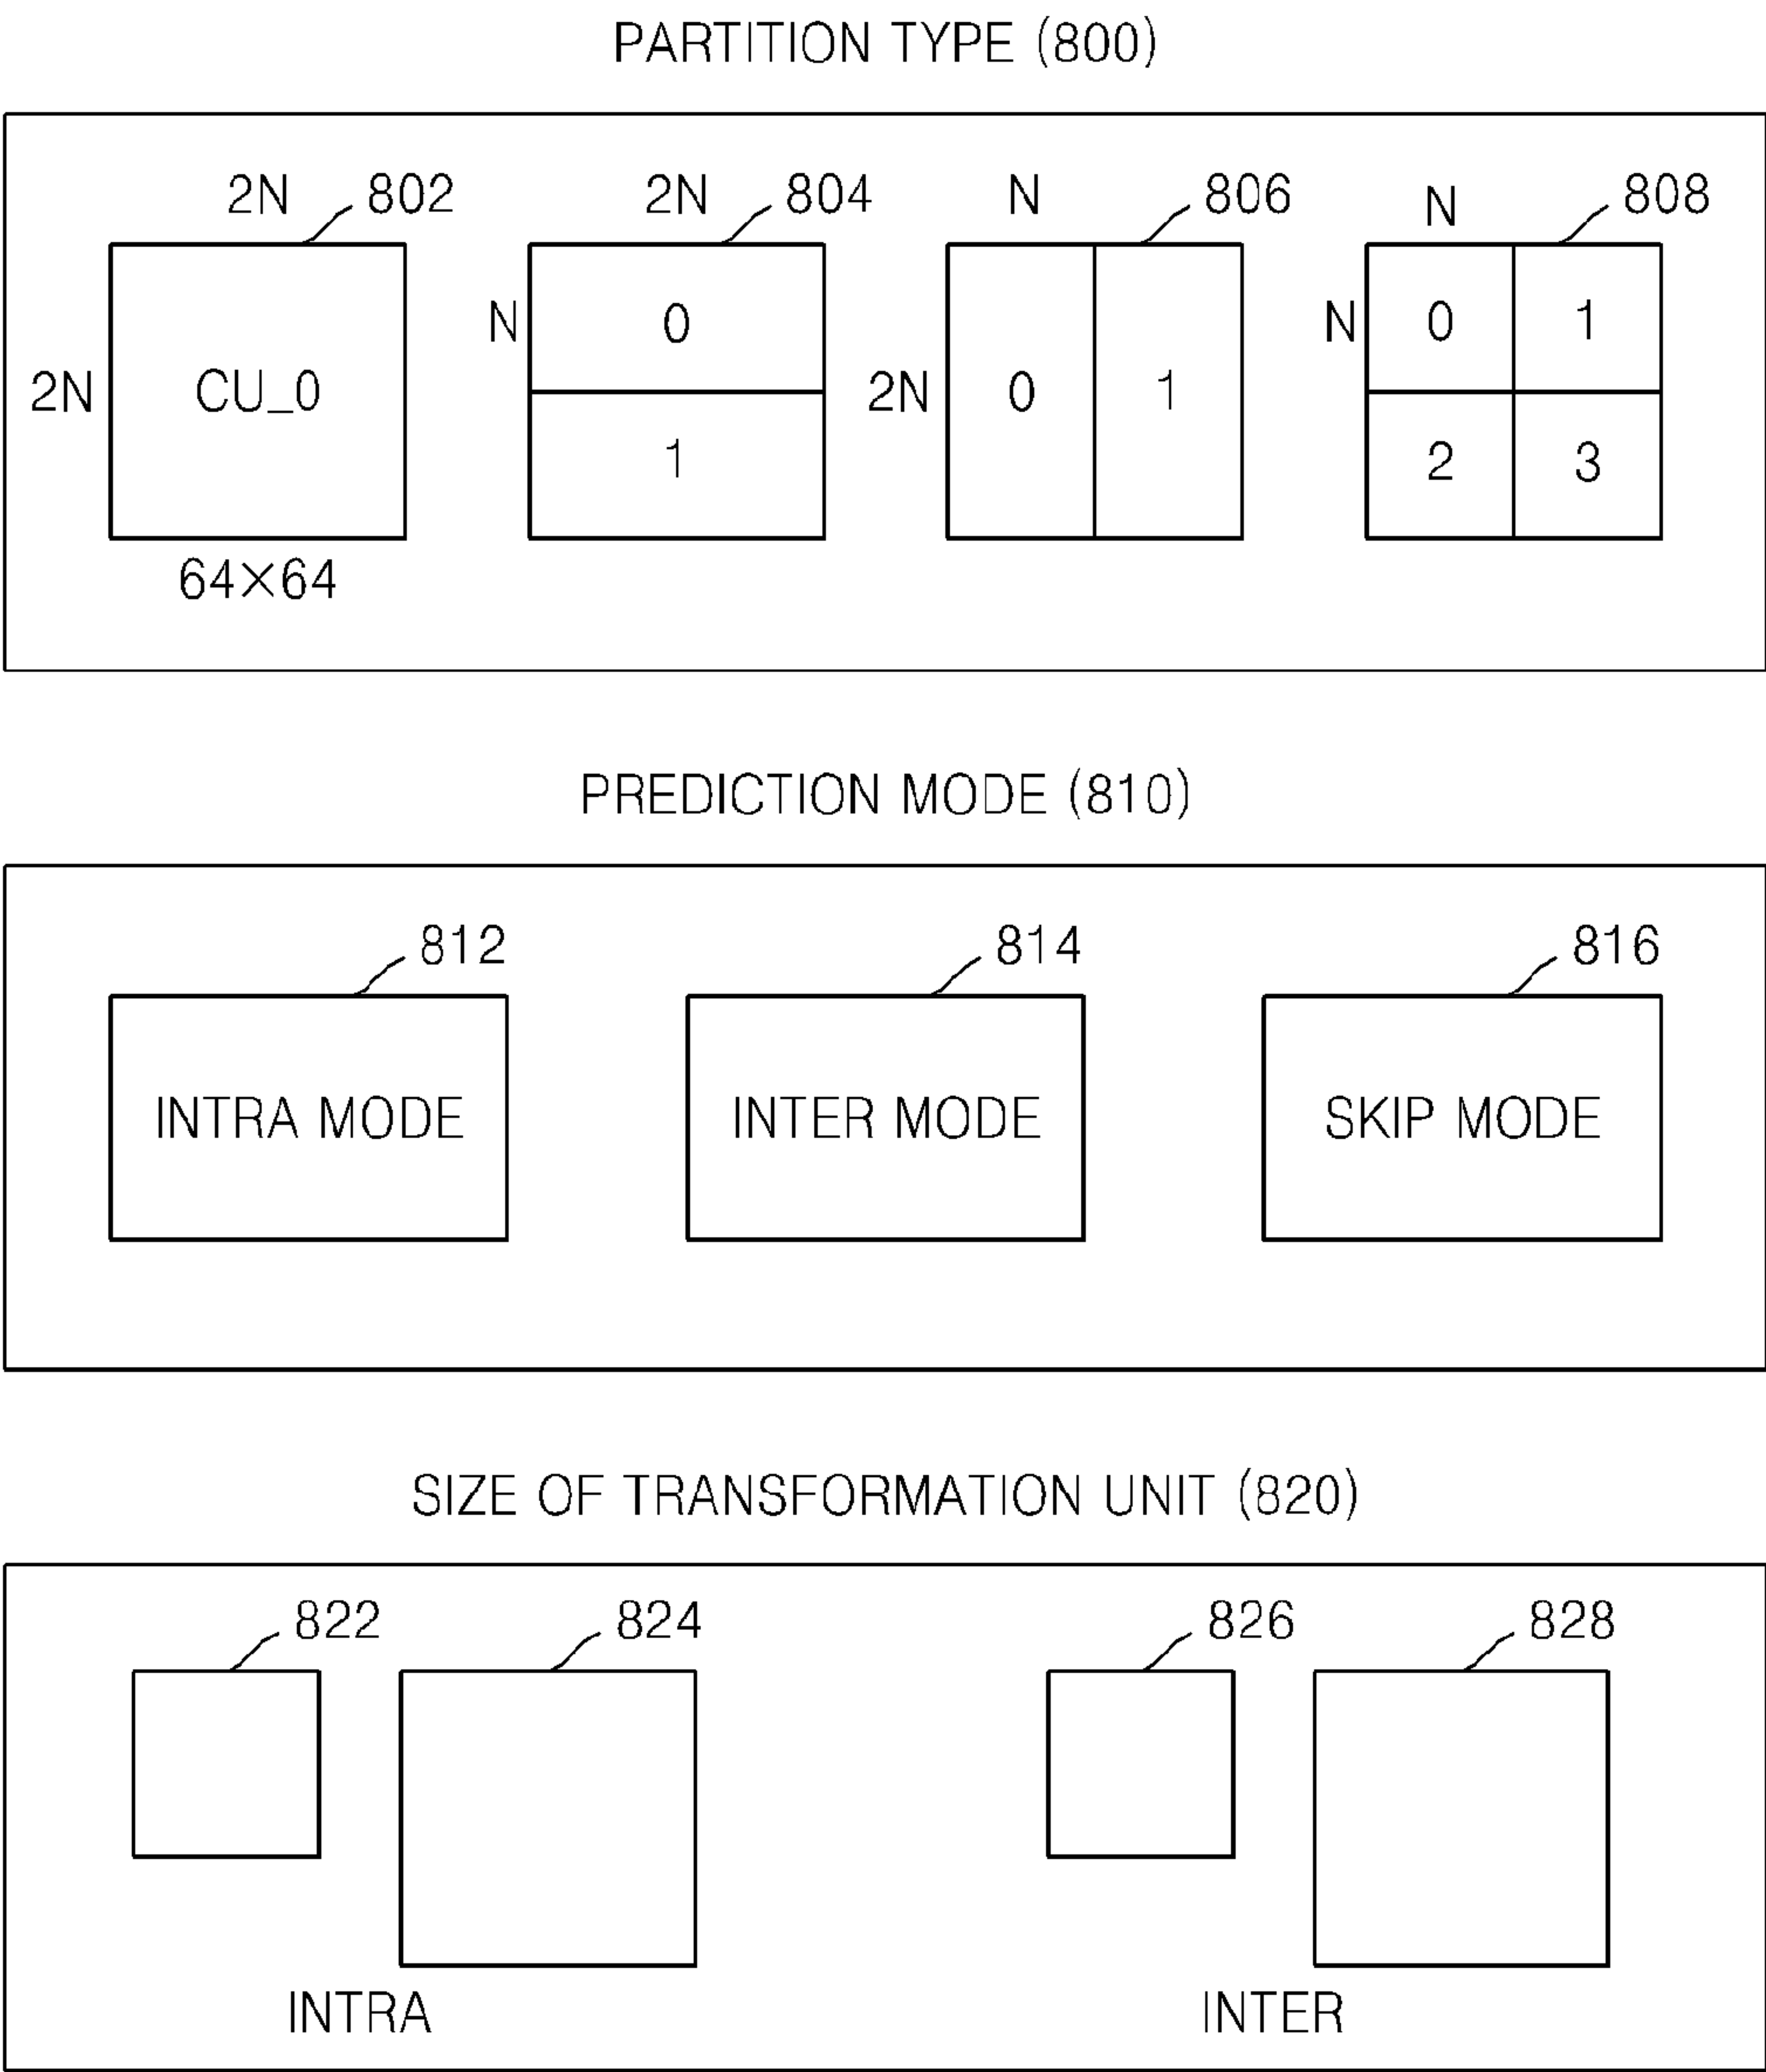 PARTITION TYPE (800)
2N 802 2N 804 N 806 N 808
N 0 N 0 1
2N CU_0 2N 0 1
1 2 3
64×64
PREDICTION MODE (810)
812 814 816
INTRA MODE INTER MODE SKIP MODE
SIZE OF TRANSFORMATION UNIT (820)
822 824 826 828
INTRA INTER